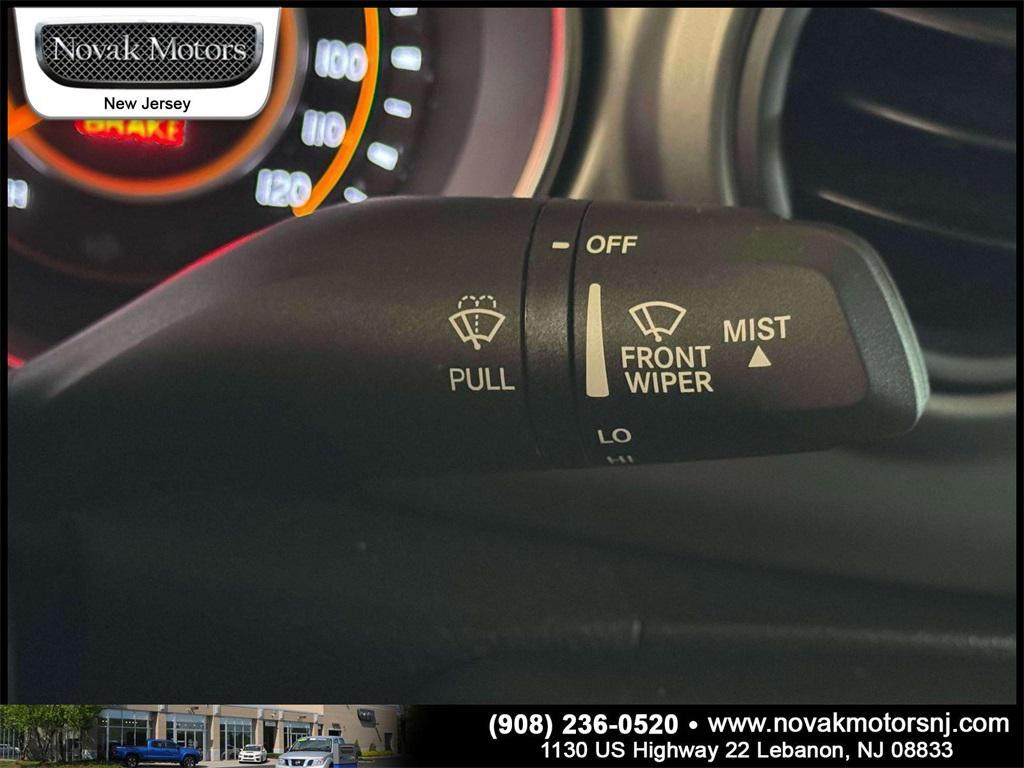 Novak Motors
New Jersey
100
110
BRAKE
120
OFF
MIST
FRONT
WIPER
PULL
LO
HI
(908) 236-0520 • www.novakmotorsnj.com
1130 US Highway 22 Lebanon, NJ 08833